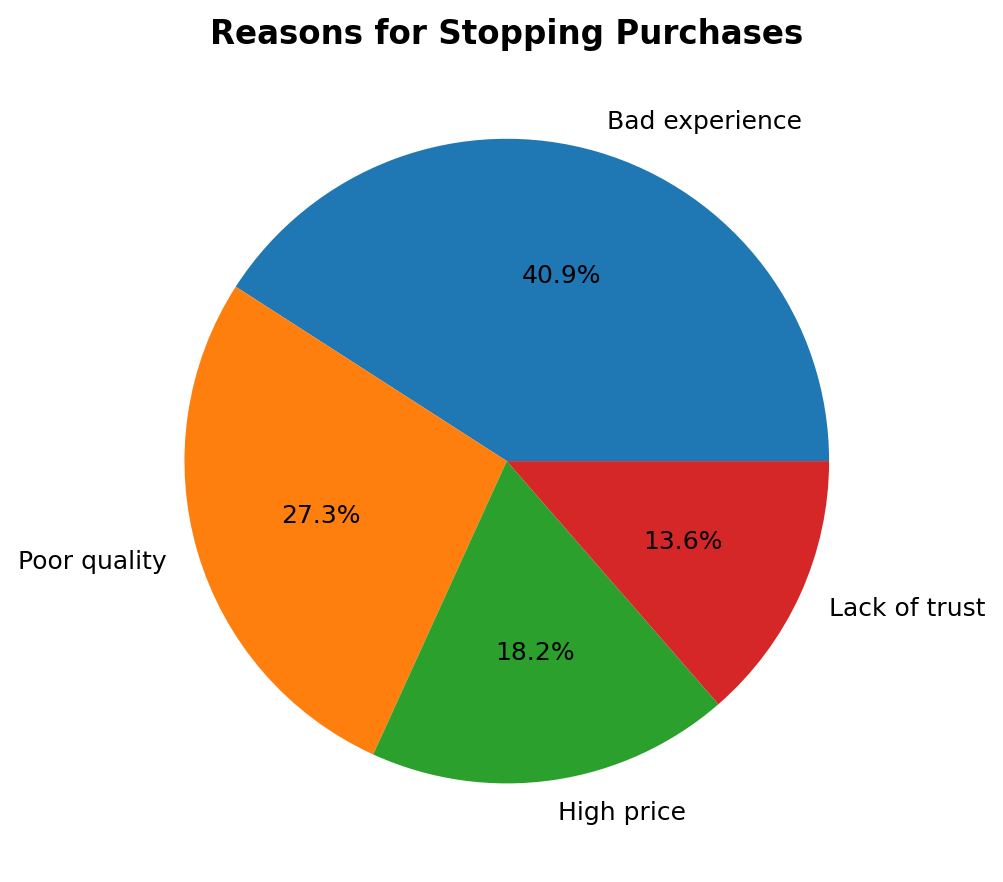 Reasons for Stopping Purchases
Bad experience
40.9%
27.3%
Poor quality
13.6%
Lack of trust
18.2%
High price